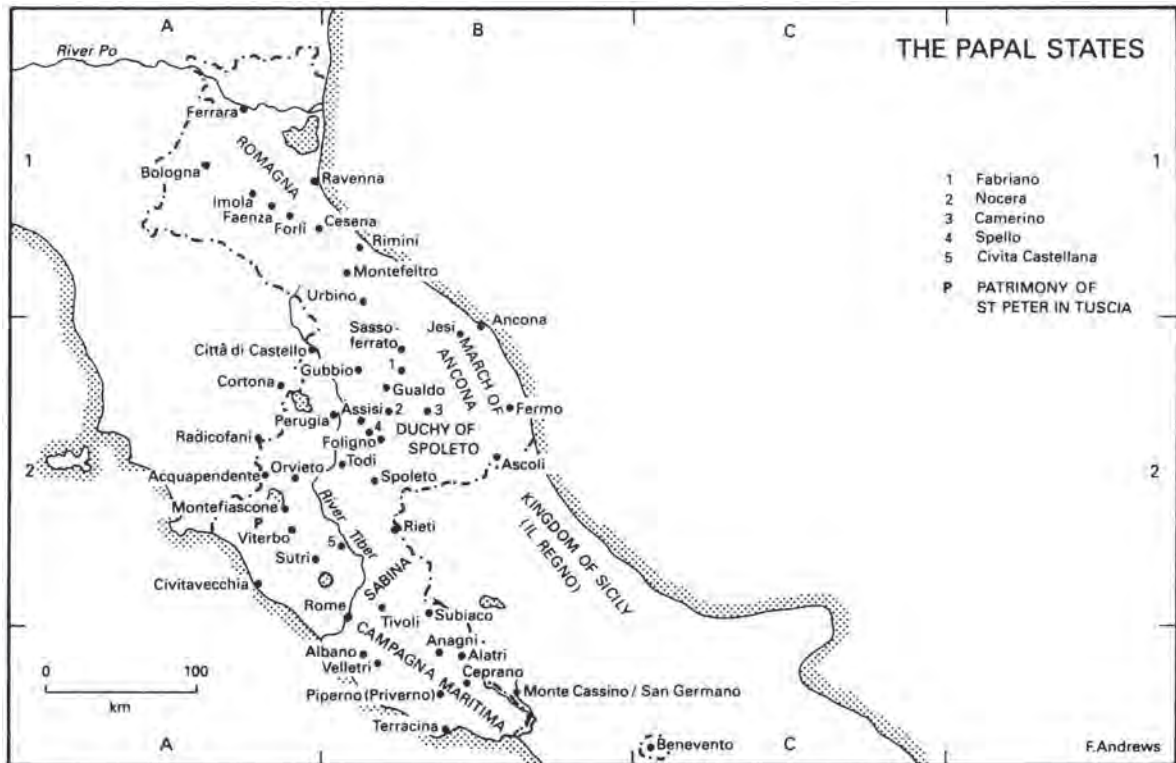 A
B
C
River Po
THE PAPAL STATES
Ferrara
ROMAGNA
1
1
Bologna
Ravenna
1 Fabriano
2 Nocera
3 Camerino
4 Spello
5 Civita Castellana
P PATRIMONY OF
ST PETER IN TUSCIA
Imola
Faenza
Forlì
Cesena
Rimini
Montefeltro
Urbino
Sasso-
ferrato
Jesi
Ancona
MARCH OF
ANCONA
Città di Castello
Gubbio
1
Cortona
Gualdo
Assisi
2
3
Fermo
Perugia
4
DUCHY OF
SPOLETO
Radicofani
Foligno
Todi
Ascoli
2
2
Acquapendente
Orvieto
Spoleto
Montefiascone
P
Viterbo
River Tiber
Rieti
KINGDOM OF SICILY
(IL REGNO)
5
Sutri
Civitavecchia
SABINA
Rome
Tivoli
Subiaco
CAMPAGNA MARITIMA
Anagni
Albano
Alatri
Velletri
Ceprano
0 100
km
Piperno (Priverno)
Monte Cassino / San Germano
Terracina
A
Benevento
C
F.Andrews